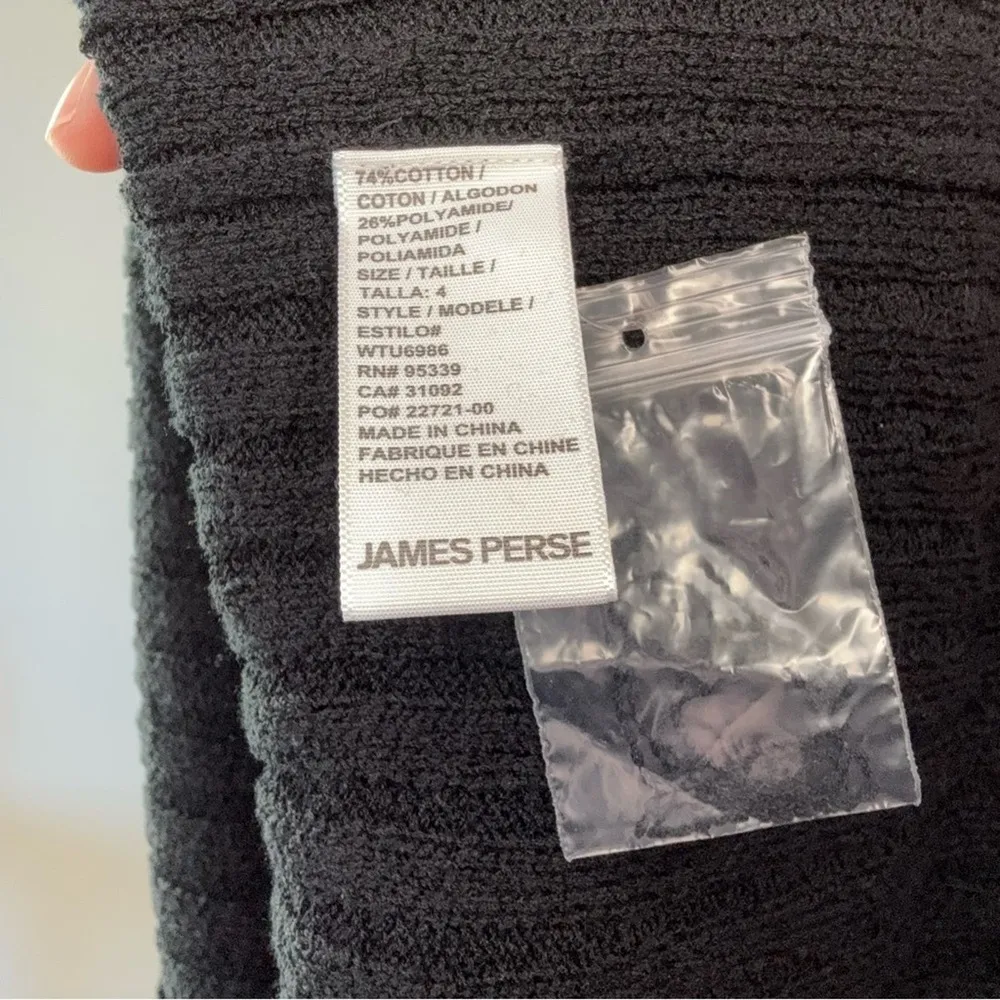 74%COTTON /
COTON / ALGODON
26%POLYAMIDE/
POLYAMIDE /
POLIAMIDA
SIZE / TAILLE /
TALLA: 4
STYLE / MODELE /
ESTILO#
WTU6986
RN# 95339
CA# 31092
PO# 22721-00
MADE IN CHINA
FABRIQUE EN CHINE
HECHO EN CHINA
JAMES PERSE